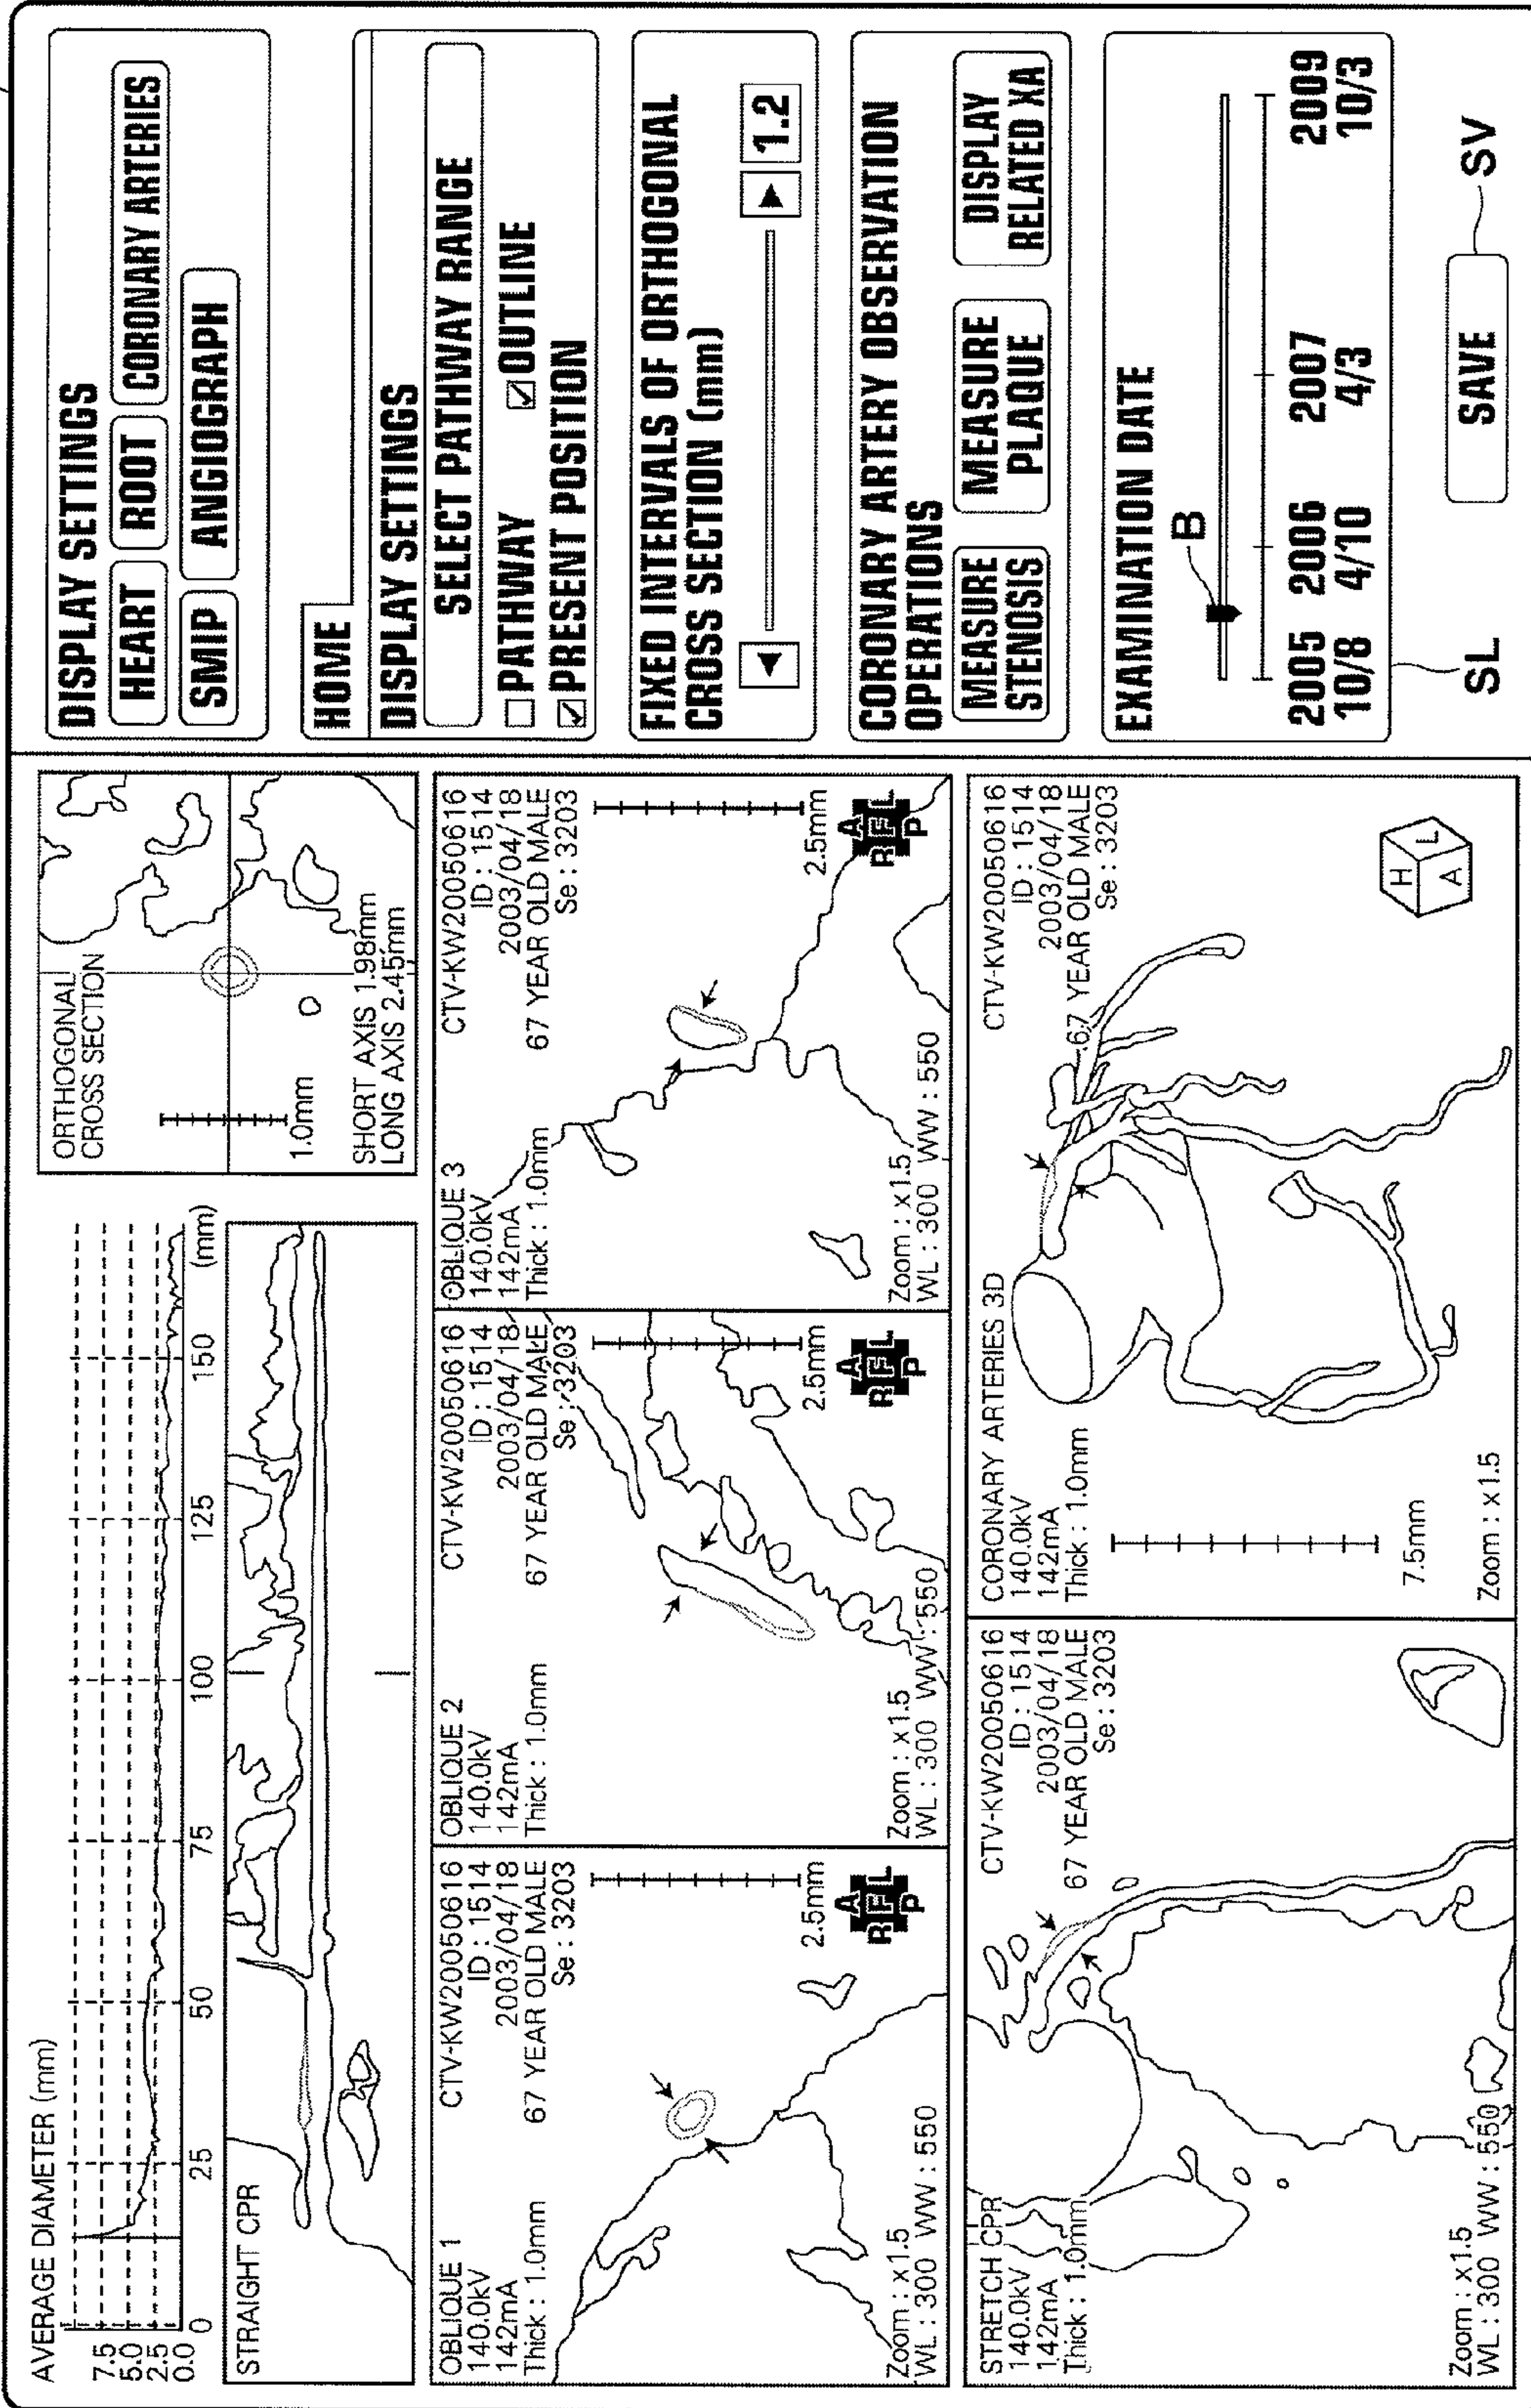 AVERAGE DIAMETER (mm)
7.5
5.0
2.5
0.0
0 25 50 75 100 125 150 (mm)
STRAIGHT CPR
ORTHOGONAL
CROSS SECTION
1.0mm
SHORT AXIS 1.98mm
LONG AXIS 2.45mm
OBLIQUE 1
140.0kV
142mA
Thick : 1.0mm
CTV-KW20050616
ID : 1514
2003/04/18
67 YEAR OLD MALE
Se : 3203
2.5mm
A
R F L
P
Zoom : x1.5
WL : 300 WW : 550
OBLIQUE 2
140.0kV
142mA
Thick : 1.0mm
CTV-KW20050616
ID : 1514
2003/04/18
67 YEAR OLD MALE
Se : 3203
2.5mm
A
R F L
P
Zoom : x1.5
WL : 300 WW : 550
OBLIQUE 3
140.0kV
142mA
Thick : 1.0mm
CTV-KW20050616
ID : 1514
2003/04/18
67 YEAR OLD MALE
Se : 3203
2.5mm
A
R F L
P
Zoom : x1.5
WL : 300 WW : 550
STRETCH CPR
140.0kV
142mA
Thick : 1.0mm
CTV-KW20050616
ID : 1514
2003/04/18
67 YEAR OLD MALE
Se : 3203
Zoom : x1.5
WL : 300 WW : 550
CORONARY ARTERIES 3D
140.0kV
142mA
Thick : 1.0mm
CTV-KW20050616
ID : 1514
2003/04/18
67 YEAR OLD MALE
Se : 3203
7.5mm
Zoom : x1.5
H
A L
DISPLAY SETTINGS
HEART ROOT CORONARY ARTERIES
SMIP ANGIOGRAPH
HOME
DISPLAY SETTINGS
SELECT PATHWAY RANGE
PATHWAY OUTLINE
PRESENT POSITION
FIXED INTERVALS OF ORTHOGONAL
CROSS SECTION (mm)
1.2
CORONARY ARTERY OBSERVATION
OPERATIONS
MEASURE
STENOSIS
MEASURE
PLAQUE
DISPLAY
RELATED XA
EXAMINATION DATE
B
2005 2006 2007 2009
10/8 4/10 4/3 10/3
SL
SAVE
SV